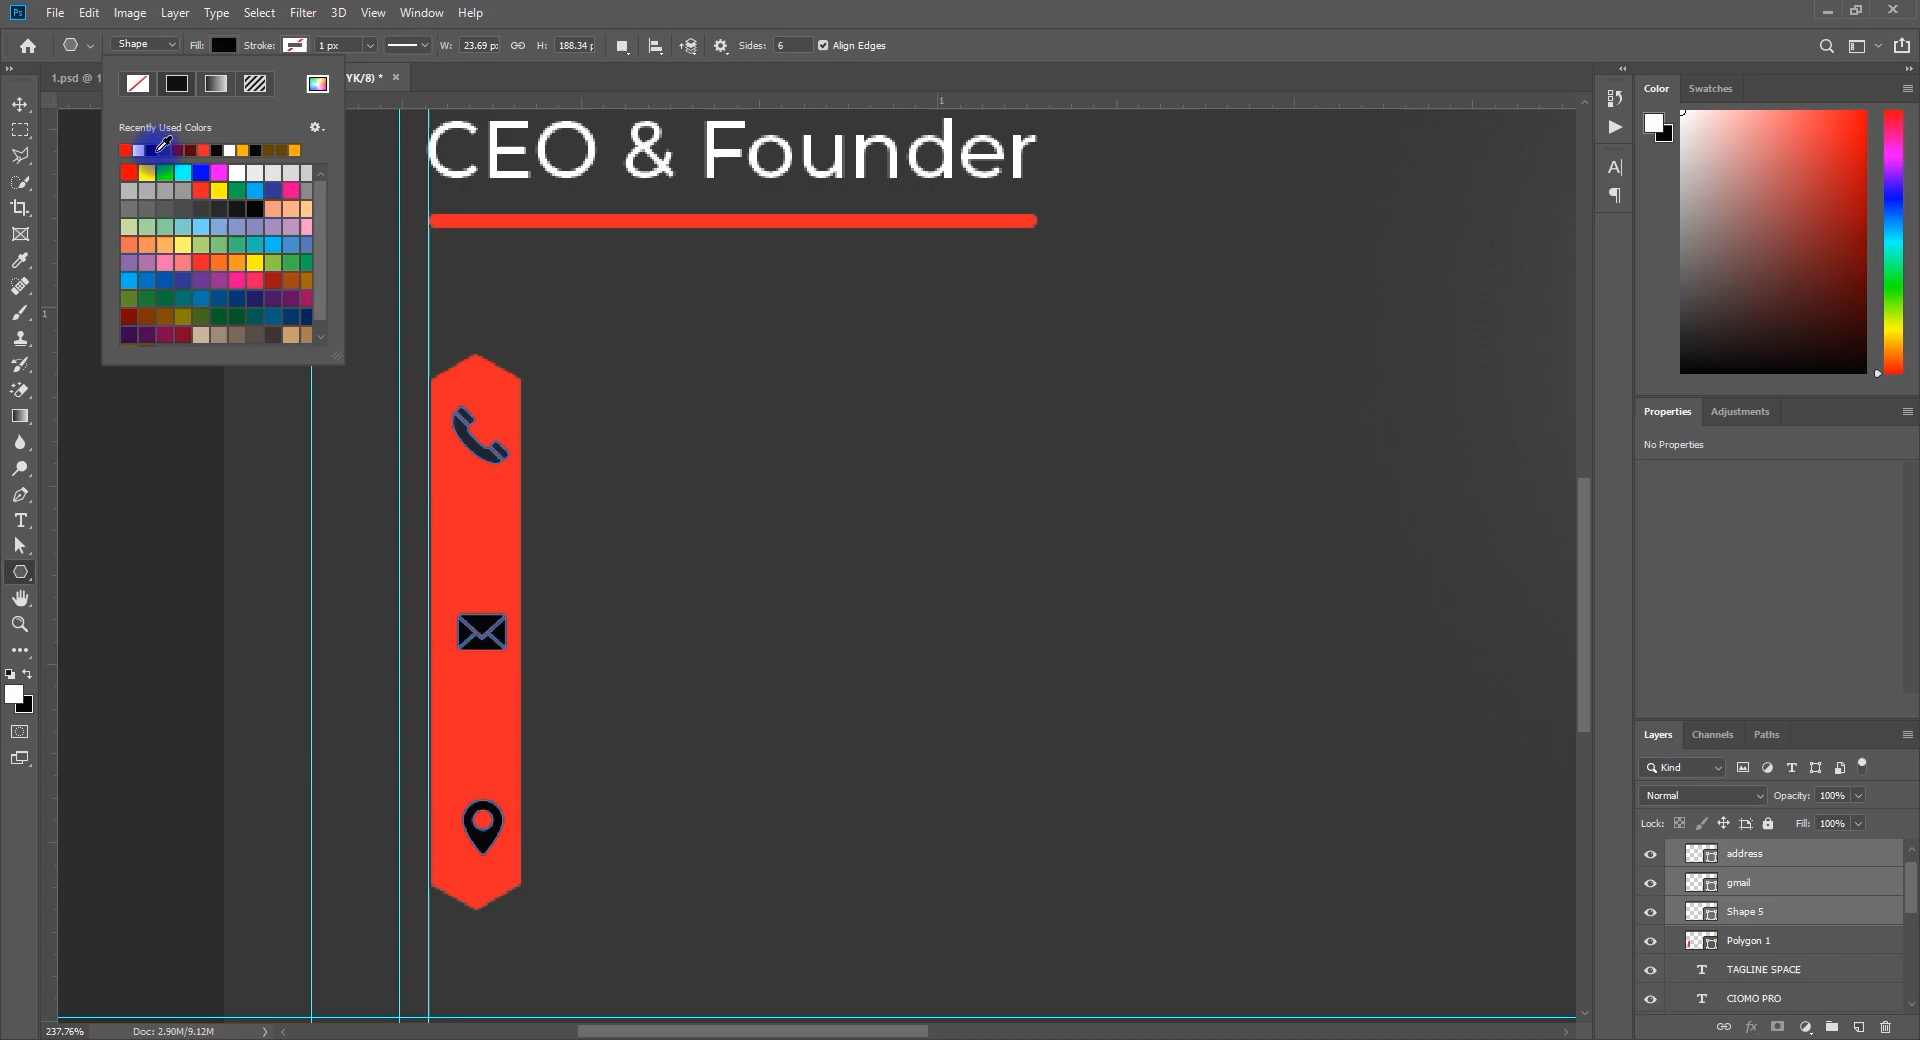 Ps File Edit Image Layer Type Select Filter 3D View Window Help
Shape Fill: Stroke: 1 px W: 23.69 p: H: 188.34 Sides: 6 Align Edges
1.psd @ 1 YK/8) * ×
Recently Used Colors
1
1
CEO & Founder
Color Swatches
Properties Adjustments
No Properties
Layers Channels Paths
Kind
Normal Opacity: 100%
Lock: Fill: 100%
address
gmail
Shape 5
Polygon 1
TAGLINE SPACE
CIOMO PRO
237.76% Doc: 2.90M/9.12M